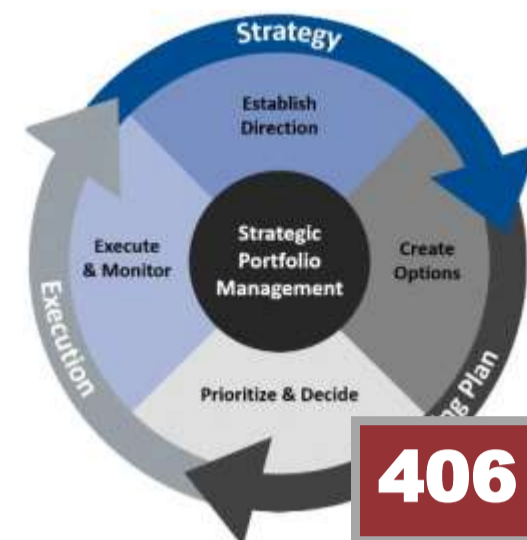 Strategy
Establish
Direction
Strategic
Portfolio
Management
Execute
& Monitor
Create
Options
Execution
Prioritize & Decide
Plan
406